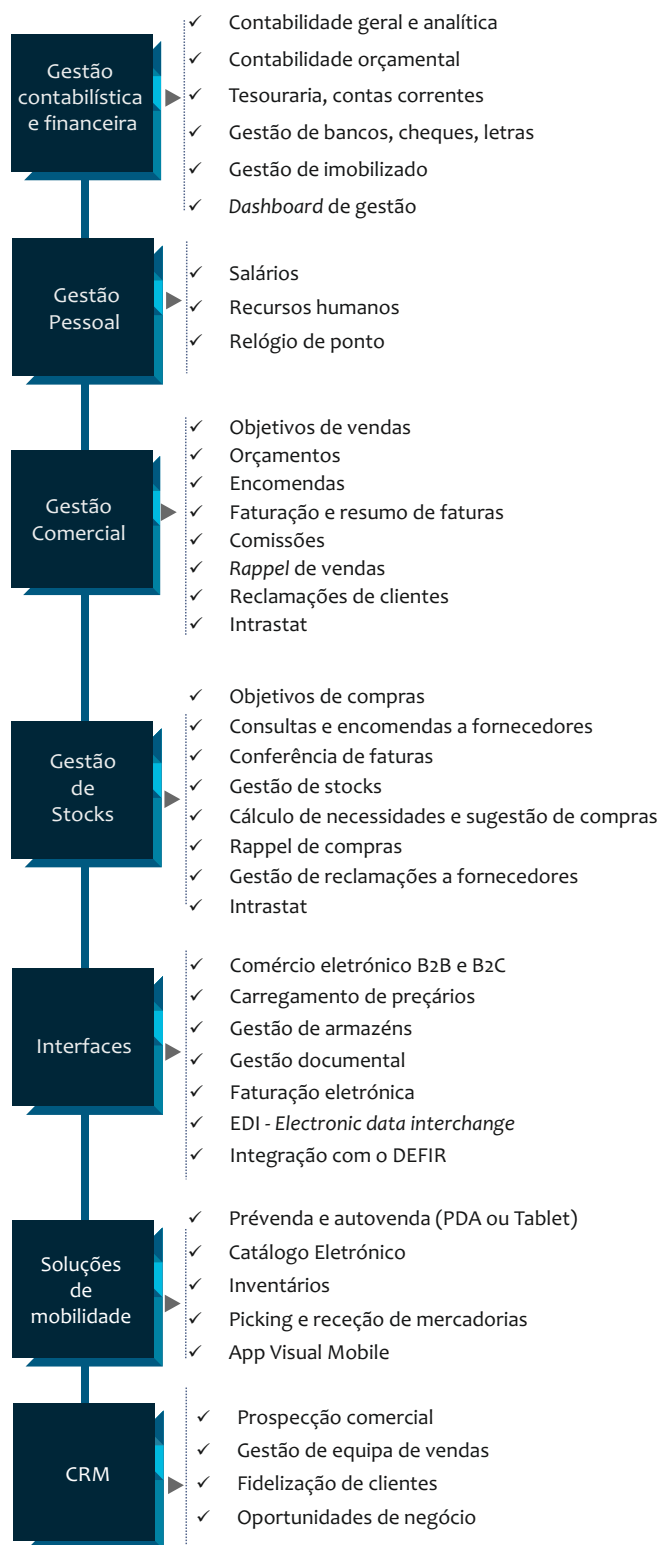 Gestão
contabilística
e financeira
Contabilidade geral e analítica
Contabilidade orçamental
Tesouraria, contas correntes
Gestão de bancos, cheques, letras
Gestão de imobilizado
Dashboard de gestão
Gestão
Pessoal
Salários
Recursos humanos
Relógio de ponto
Gestão
Comercial
Objetivos de vendas
Orçamentos
Encomendas
Faturação e resumo de faturas
Comissões
Rappel de vendas
Reclamações de clientes
Intrastat
Gestão
de
Stocks
Objetivos de compras
Consultas e encomendas a fornecedores
Conferência de faturas
Gestão de stocks
Cálculo de necessidades e sugestão de compras
Rappel de compras
Gestão de reclamações a fornecedores
Intrastat
Interfaces
Comércio eletrónico B2B e B2C
Carregamento de preçários
Gestão de armazéns
Gestão documental
Faturação eletrónica
EDI - Electronic data interchange
Integração com o DEFIR
Soluções
de
mobilidade
Prévenda e autovenda (PDA ou Tablet)
Catálogo Eletrónico
Inventários
Picking e receção de mercadorias
App Visual Mobile
CRM
Prospecção comercial
Gestão de equipa de vendas
Fidelização de clientes
Oportunidades de negócio